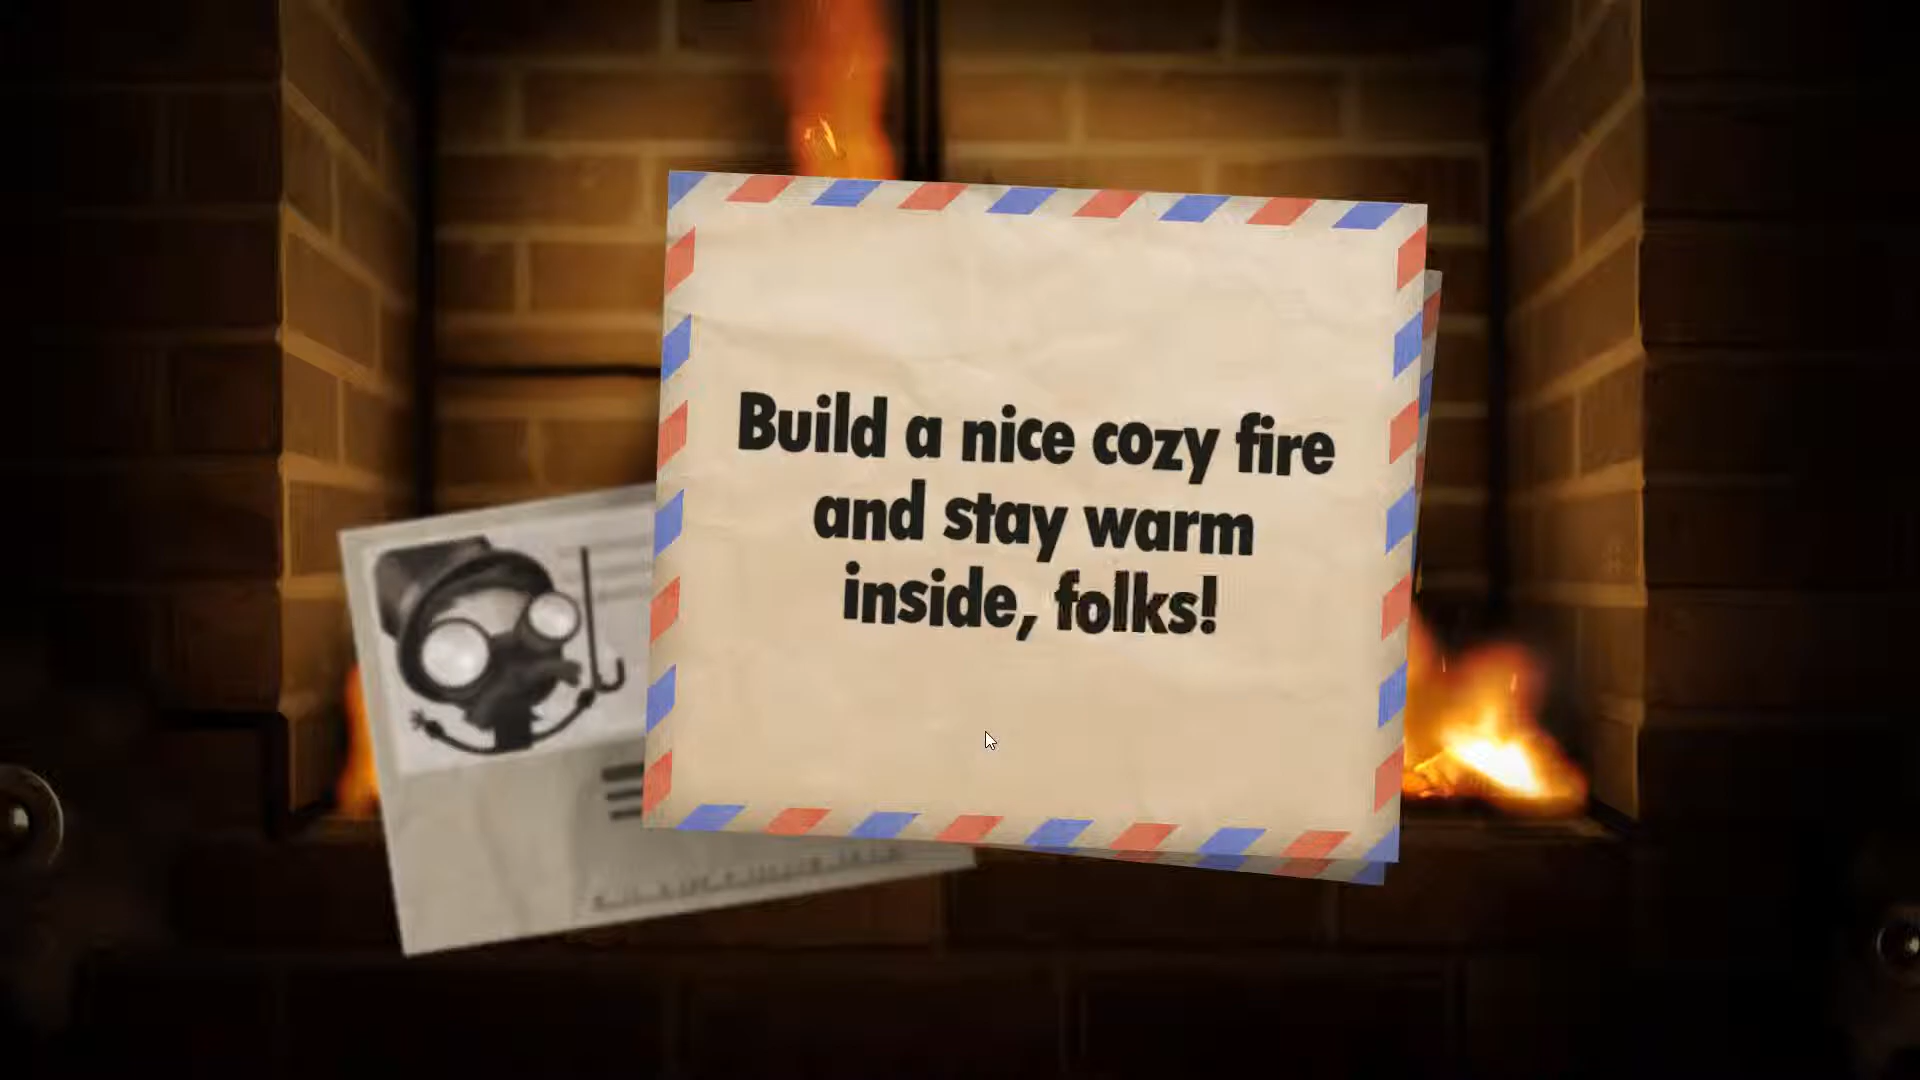 Build a nice cozy fire
and stay warm
inside, folks!